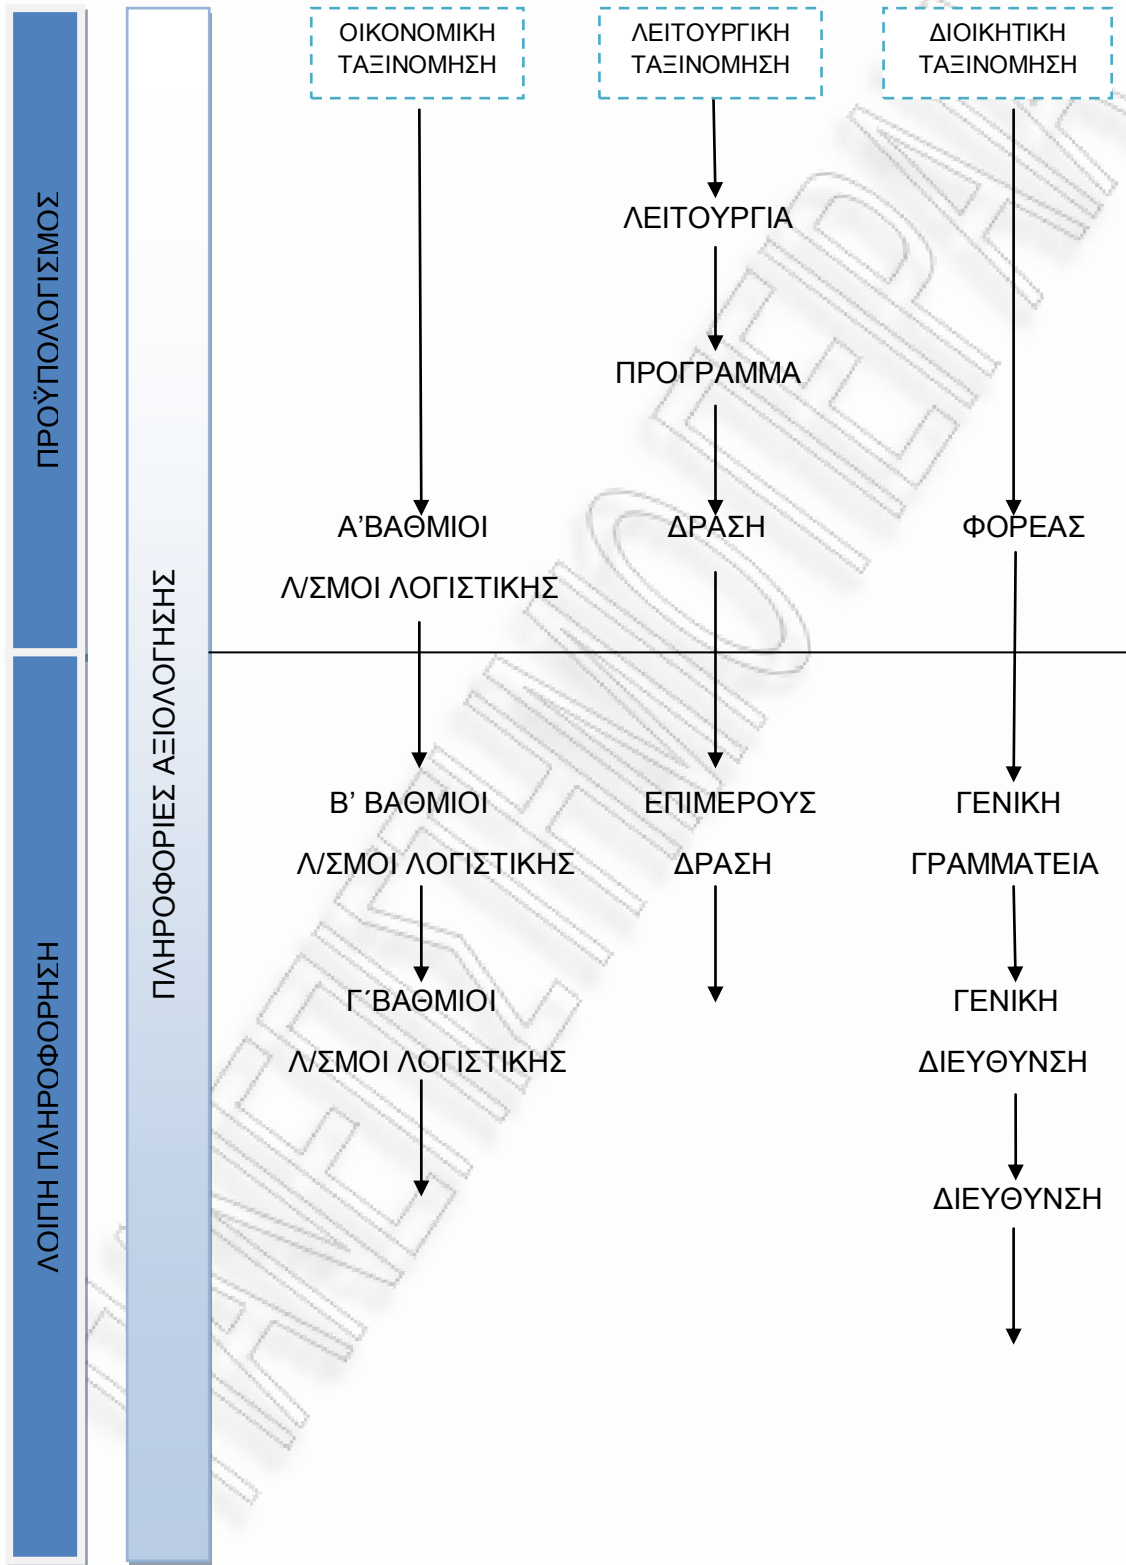 ΟΙΚΟΝΟΜΙΚΗ
ΤΑΞΙΝΟΜΗΣΗ
ΛΕΙΤΟΥΡΓΙΚΗ
ΤΑΞΙΝΟΜΗΣΗ
ΔΙΟΙΚΗΤΙΚΗ
ΤΑΞΙΝΟΜΗΣΗ
ΠΡΟΫΠΟΛΟΓΙΣΜΟΣ
ΠΛΗΡΟΦΟΡΙΕΣ ΑΞΙΟΛΟΓΗΣΗΣ
ΛΕΙΤΟΥΡΓΙΑ
ΠΡΟΓΡΑΜΜΑ
Α’ΒΑΘΜΙΟΙ
Λ/ΣΜΟΙ ΛΟΓΙΣΤΙΚΗΣ
ΔΡΑΣΗ
ΦΟΡΕΑΣ
ΛΟΙΠΗ ΠΛΗΡΟΦΟΡΗΣΗ
Β’ ΒΑΘΜΙΟΙ
Λ/ΣΜΟΙ ΛΟΓΙΣΤΙΚΗΣ
ΕΠΙΜΕΡΟΥΣ
ΔΡΑΣΗ
ΓΕΝΙΚΗ
ΓΡΑΜΜΑΤΕΙΑ
Γ΄ΒΑΘΜΙΟΙ
Λ/ΣΜΟΙ ΛΟΓΙΣΤΙΚΗΣ
ΓΕΝΙΚΗ
ΔΙΕΥΘΥΝΣΗ
ΔΙΕΥΘΥΝΣΗ